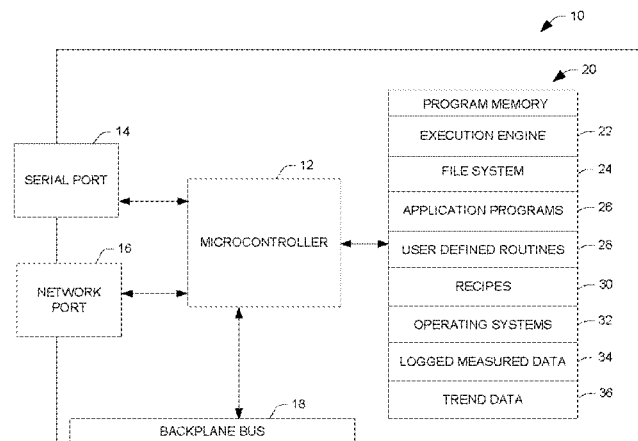 10
20
PROGRAM MEMORY
EXECUTION ENGINE 22
FILE SYSTEM 24
APPLICATION PROGRAMS 26
USER DEFINED ROUTINES 26
RECIPES 30
OPERATING SYSTEMS 32
LOGGED MEASURED DATA 34
TREND DATA 36
14
SERIAL PORT
12
MICROCONTROLLER
16
NETWORK
PORT
18
BACKPLANE BUS